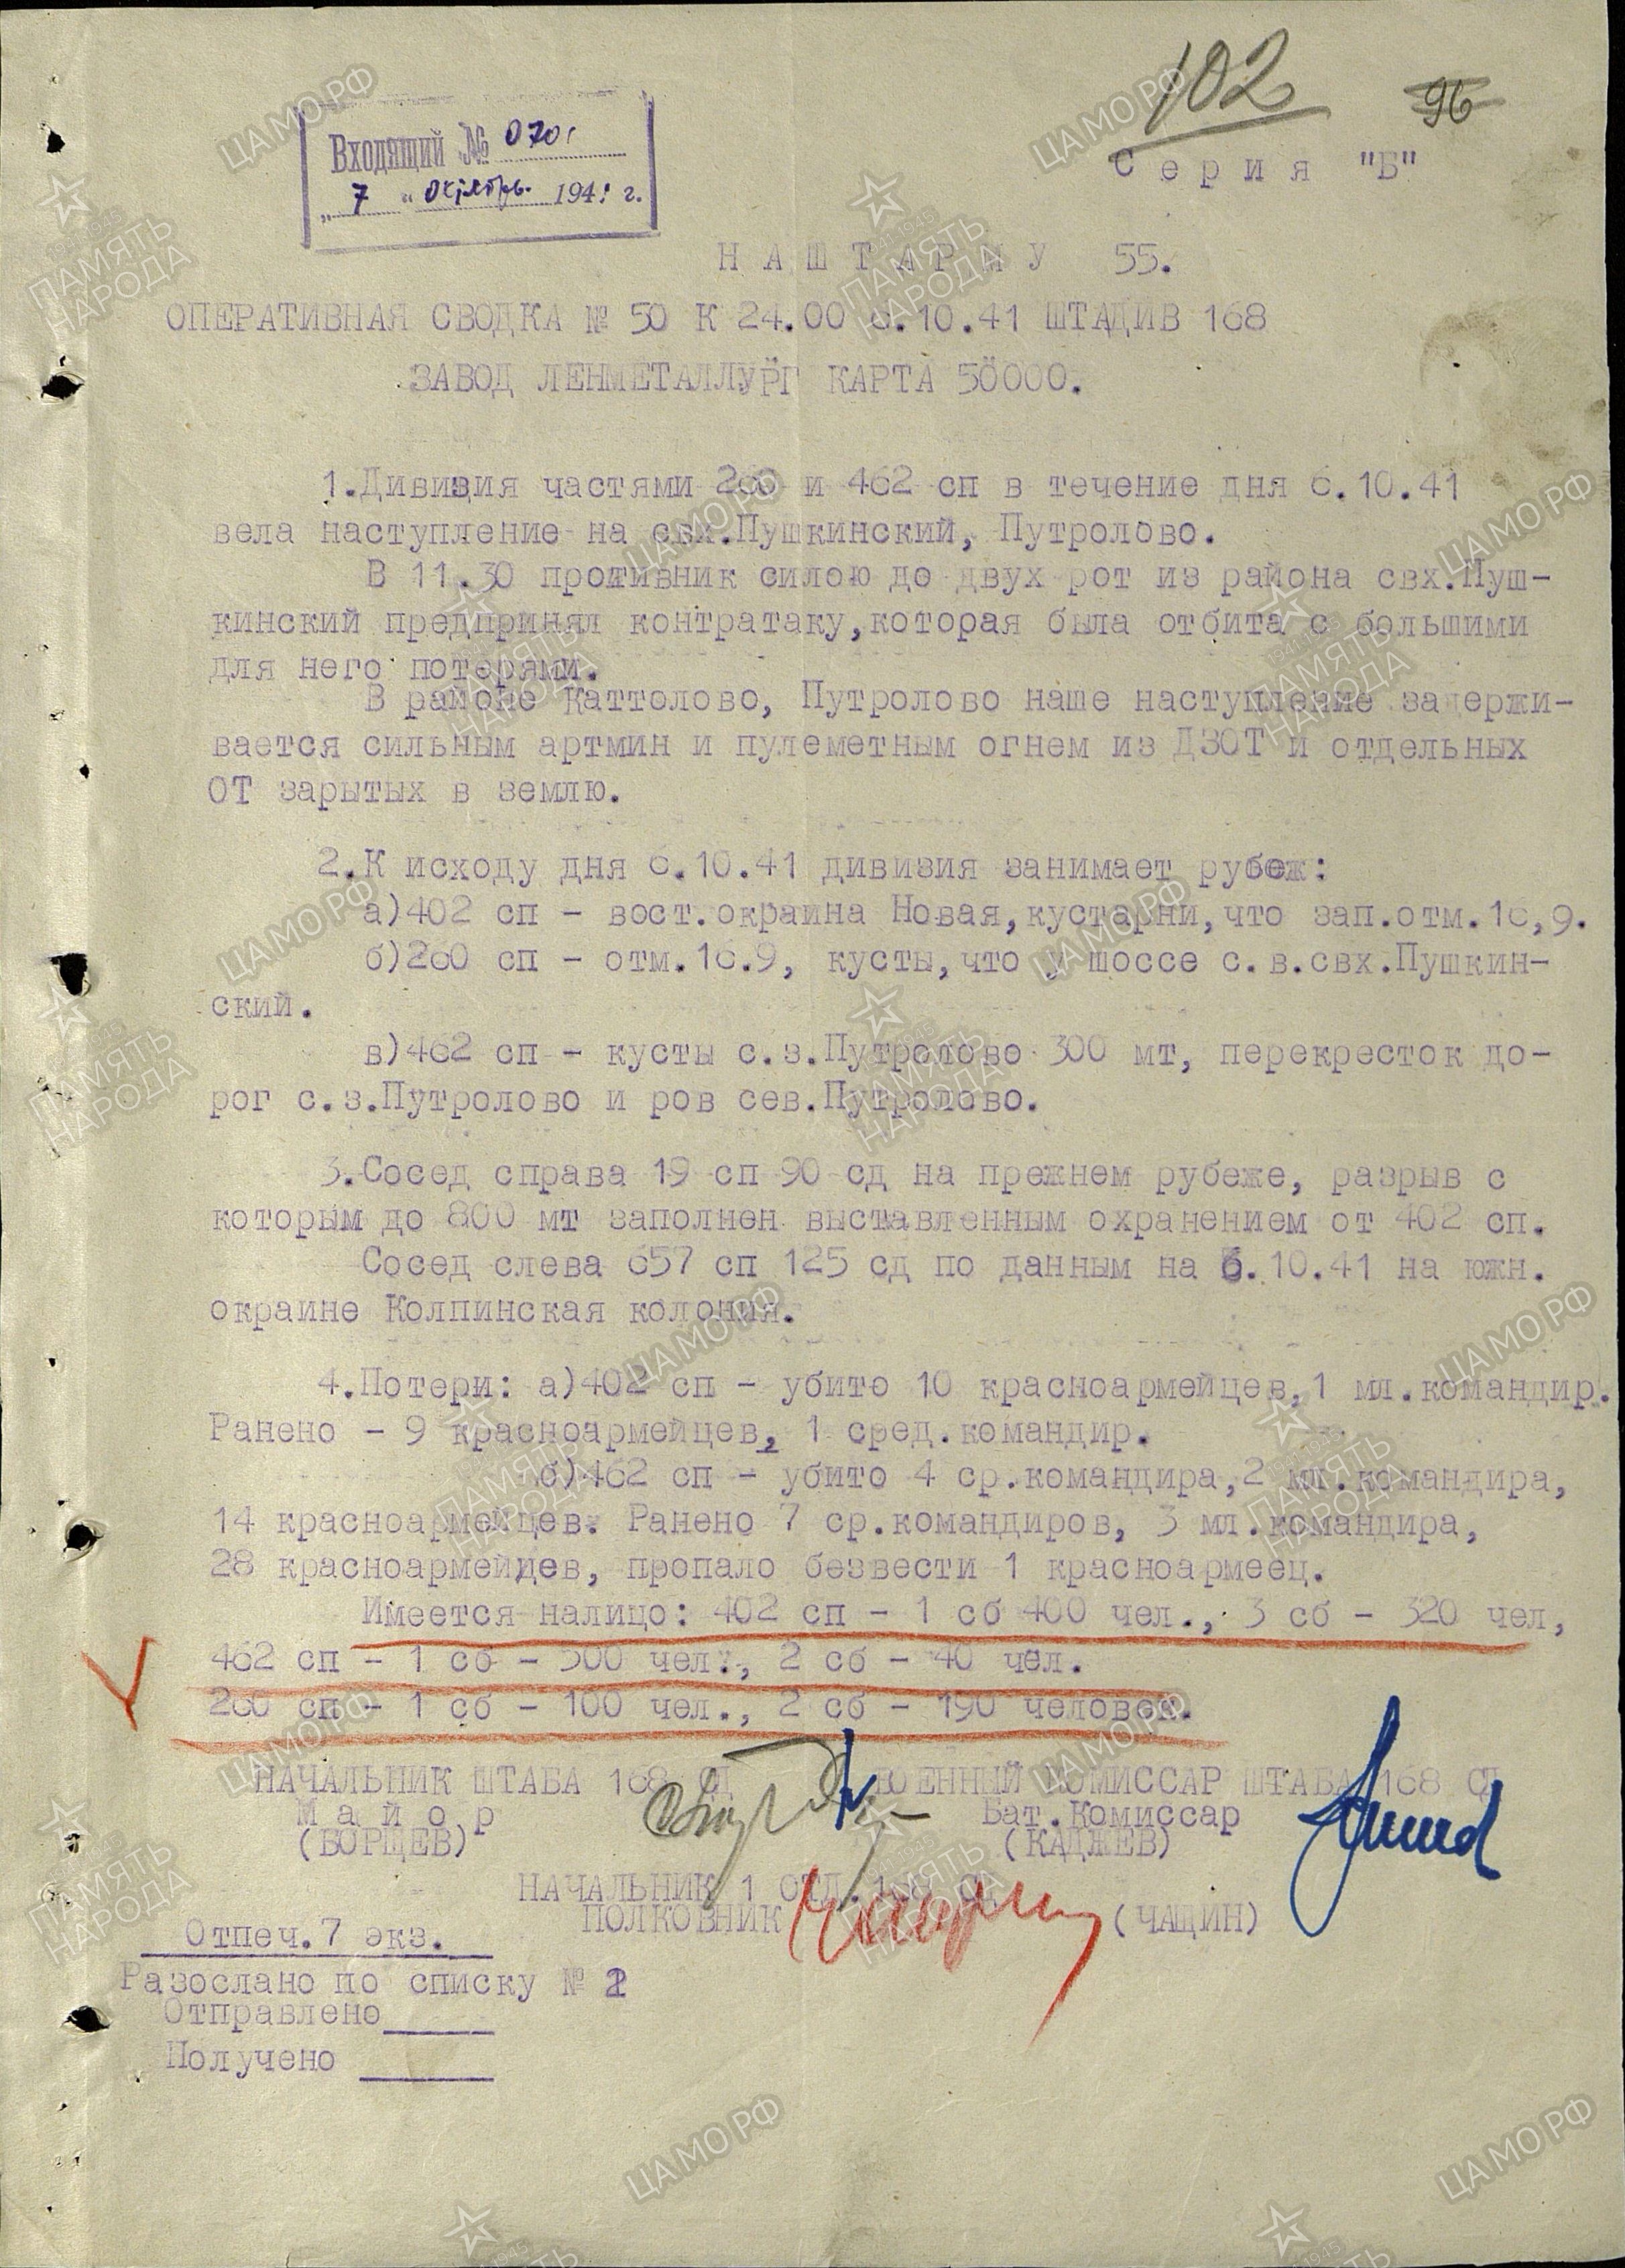 102 96
Входящий № 070
„ 7 “ октябрь 1941 г.
Серия "Б"
НАШТАРМУ 55.
ОПЕРАТИВНАЯ СВОДКА № 50 К 24.00 6.10.41 ШТАДИВ 168
ЗАВОД ЛЕНМЕТАЛЛУРГ КАРТА 50000.
1.Дивизия частями 260 и 462 сп в течение дня 6.10.41
вела наступление на свх.Пушкинский, Путролово.
В 11.30 противник силою до двух рот из района свх.Пуш-
кинский предпринял контратаку,которая была отбита с большими
для него потерями.
В районе Каттолово, Путролово наше наступление задержи-
вается сильным артмин и пулеметным огнем из ДЗОТ и отдельных
ОТ зарытых в землю.
2.К исходу дня 6.10.41 дивизия занимает рубеж:
а)402 сп - вост.окраина Новая,кустарни,что зап.отм.16,9.
б)260 сп - отм.16.9, кусты,что у шоссе с.в.свх.Пушкин-
ский.
в)462 сп - кусты с.з.Путролово 300 мт, перекресток до-
рог с.з.Путролово и ров сев.Путролово.
3.Сосед справа 19 сп 90 сд на прежнем рубеже, разрыв с
которым до 800 мт заполнен выставленным охранением от 402 сп.
Сосед слева 657 сп 125 сд по данным на 6.10.41 на южн.
окраине Колпинская колония.
4.Потери: а)402 сп - убито 10 красноармейцев,1 мл.командир.
Ранено - 9 красноармейцев, 1 сред.командир.
б)462 сп - убито 4 ср.командира,2 мл.командира,
14 красноармейцев. Ранено 7 ср.командиров, 3 мл.командира,
28 красноармейцев, пропало безвести 1 красноармеец.
Имеется налицо: 402 сп - 1 сб 400 чел., 3 сб - 320 чел,
462 сп - 1 сб - 300 чел., 2 сб - 40 чел.
260 сп - 1 сб - 100 чел., 2 сб - 190 человек.
НАЧАЛЬНИК ШТАБА 168 СД ВОЕННЫЙ КОМИССАР ШТАБА 168 СД
Майор Бат.Комиссар
(БОРЩЕВ) (КАДЖЕВ)
НАЧАЛЬНИК 1 ОТД.168 СД
ПОЛКОВНИК (ЧАЩИН)
Отпеч.7 экз.
Разослано по списку №
Отправлено
Получено